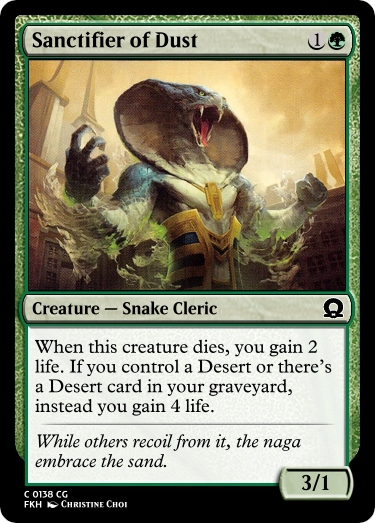 Sanctifier of Dust 1
Creature — Snake Cleric
When this creature dies, you gain 2
life. If you control a Desert or there's
a Desert card in your graveyard,
instead you gain 4 life.
While others recoil from it, the naga
embrace the sand.
3/1
C 0138 CG
FKH Christine Choi